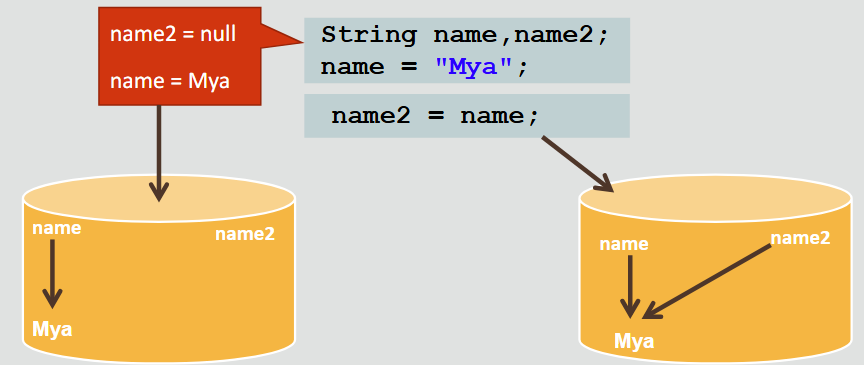 name2 = null
name = Mya
String name,name2;
name = "Mya";
name2 = name;
name
name2
Mya
name
name2
Mya